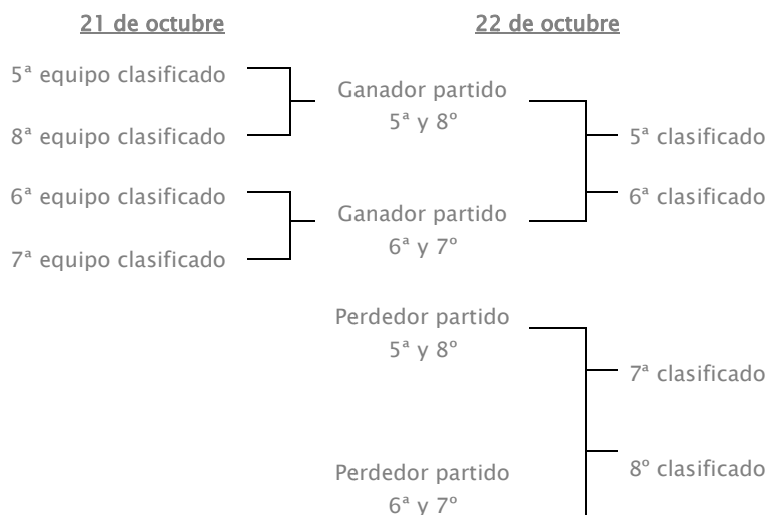 21 de octubre
22 de octubre
5ª equipo clasificado
8ª equipo clasificado
6ª equipo clasificado
7ª equipo clasificado
Ganador partido
5ª y 8º
Ganador partido
6ª y 7º
5ª clasificado
6ª clasificado
Perdedor partido
5ª y 8º
Perdedor partido
6ª y 7º
7ª clasificado
8º clasificado